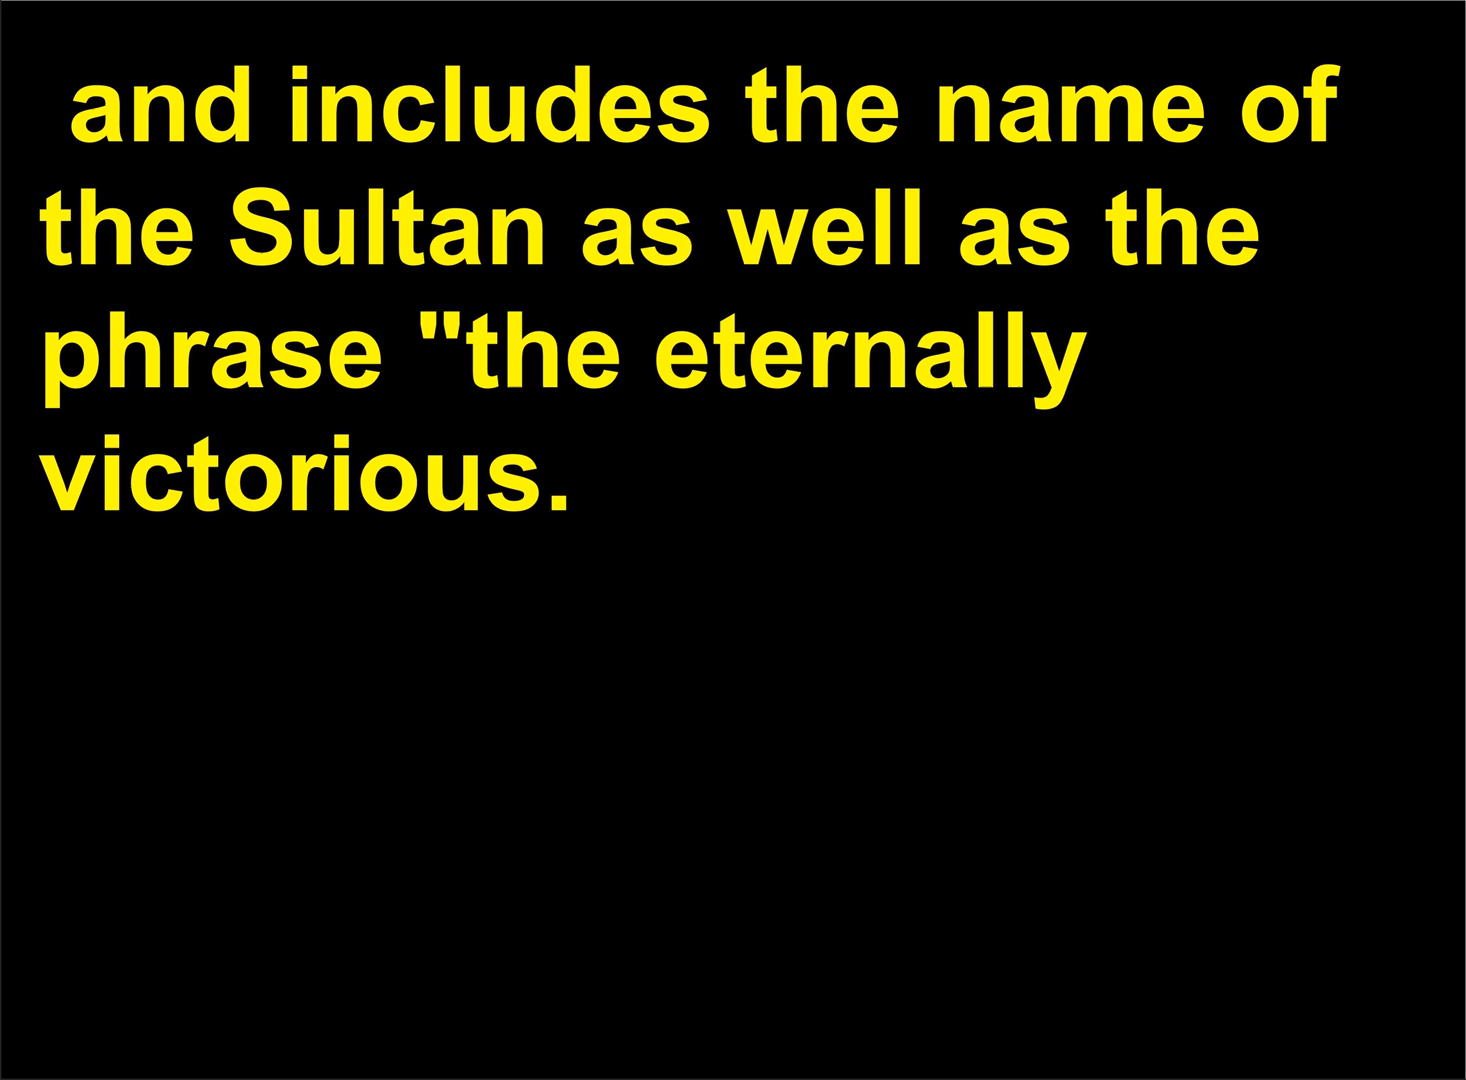 and includes the name of
the Sultan as well as the
phrase "the eternally
victorious.